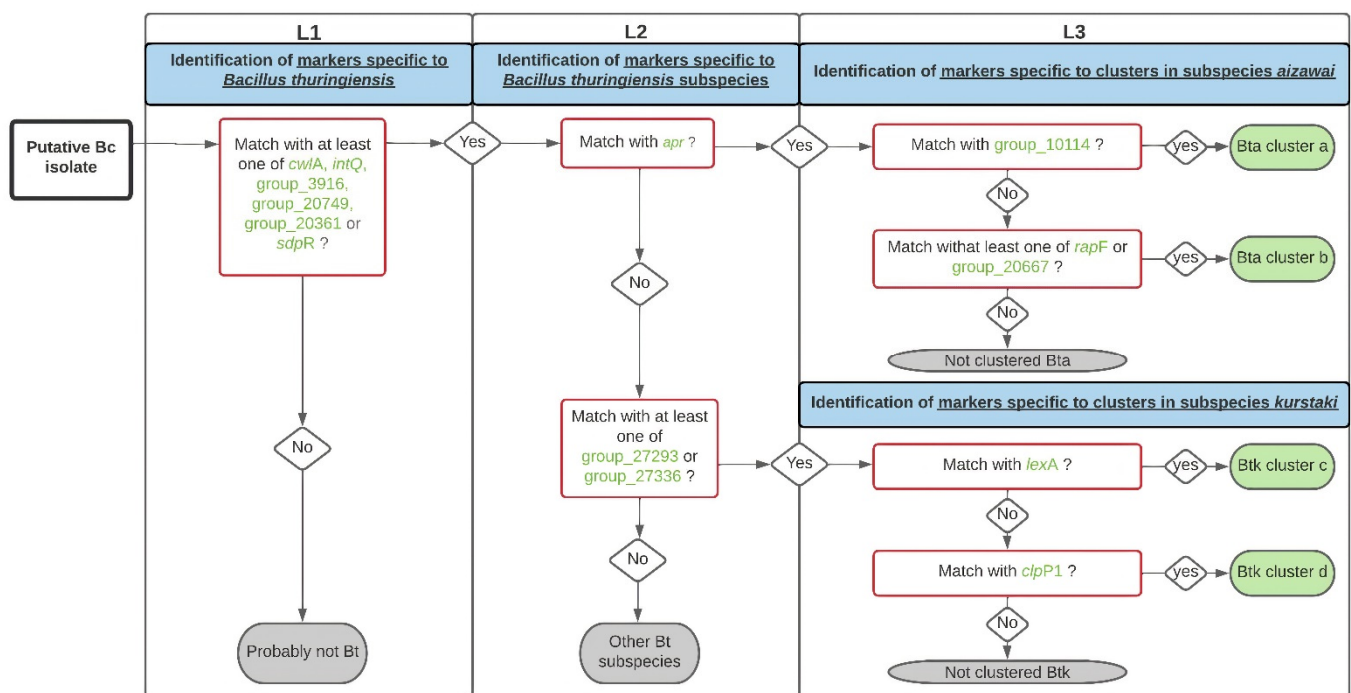 L1
L2
L3
Identification of markers specific to
Bacillus thuringiensis
Identification of markers specific to
Bacillus thuringiensis subspecies
Identification of markers specific to clusters in subspecies aizawai
Putative Bc
isolate
Match with at least
one of cwlA, intQ,
group_3916,
group_20749,
group_20361 or
sdpR ?
Yes
Match with apr ?
Yes
Match with group_10114 ?
yes
Bta cluster a
No
Match withat least one of rapF or
group_20667 ?
yes
Bta cluster b
No
No
Not clustered Bta
Identification of markers specific to clusters in subspecies kurstaki
Match with at least
one of
group_27293 or
group_27336 ?
Yes
Match with lexA ?
yes
Btk cluster c
No
No
No
Match with clpP1 ?
yes
Btk cluster d
No
Probably not Bt
Other Bt
subspecies
Not clustered Btk